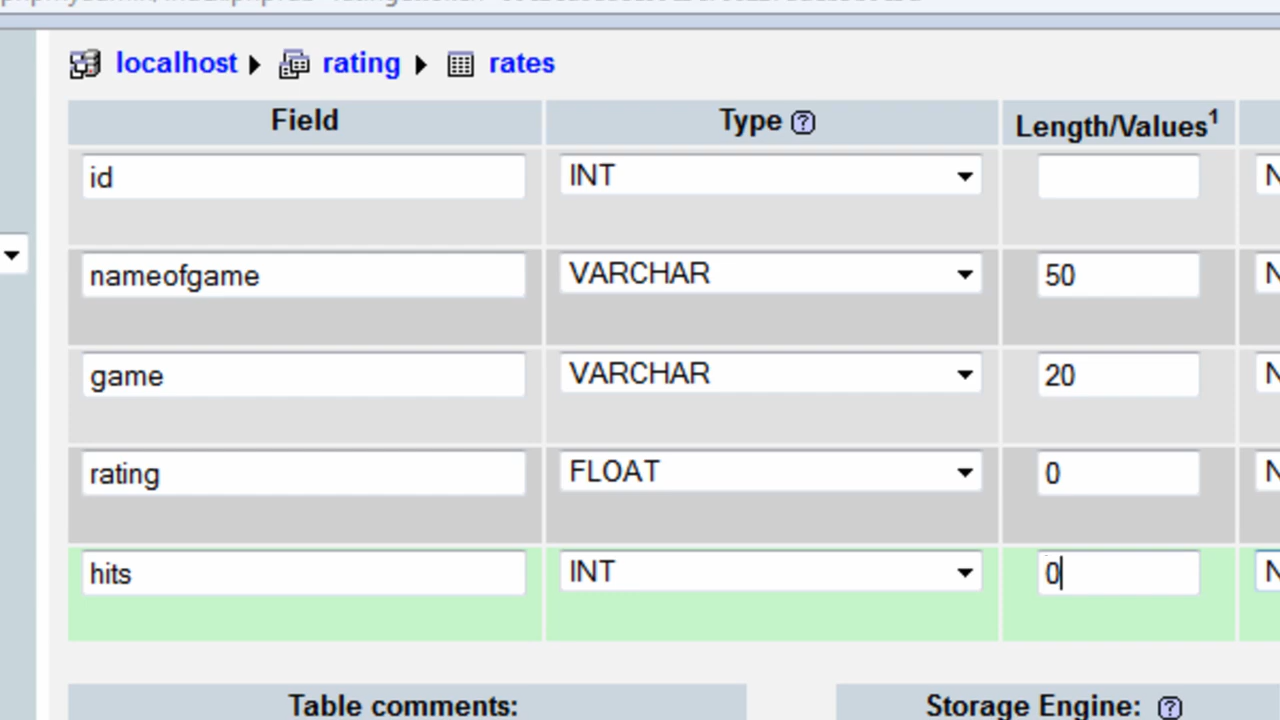 localhost rating rates
Field Type Length/Values1
id INT N
nameofgame VARCHAR 50 N
game VARCHAR 20 N
rating FLOAT 0 N
hits INT 0 N
Table comments: Storage Engine: